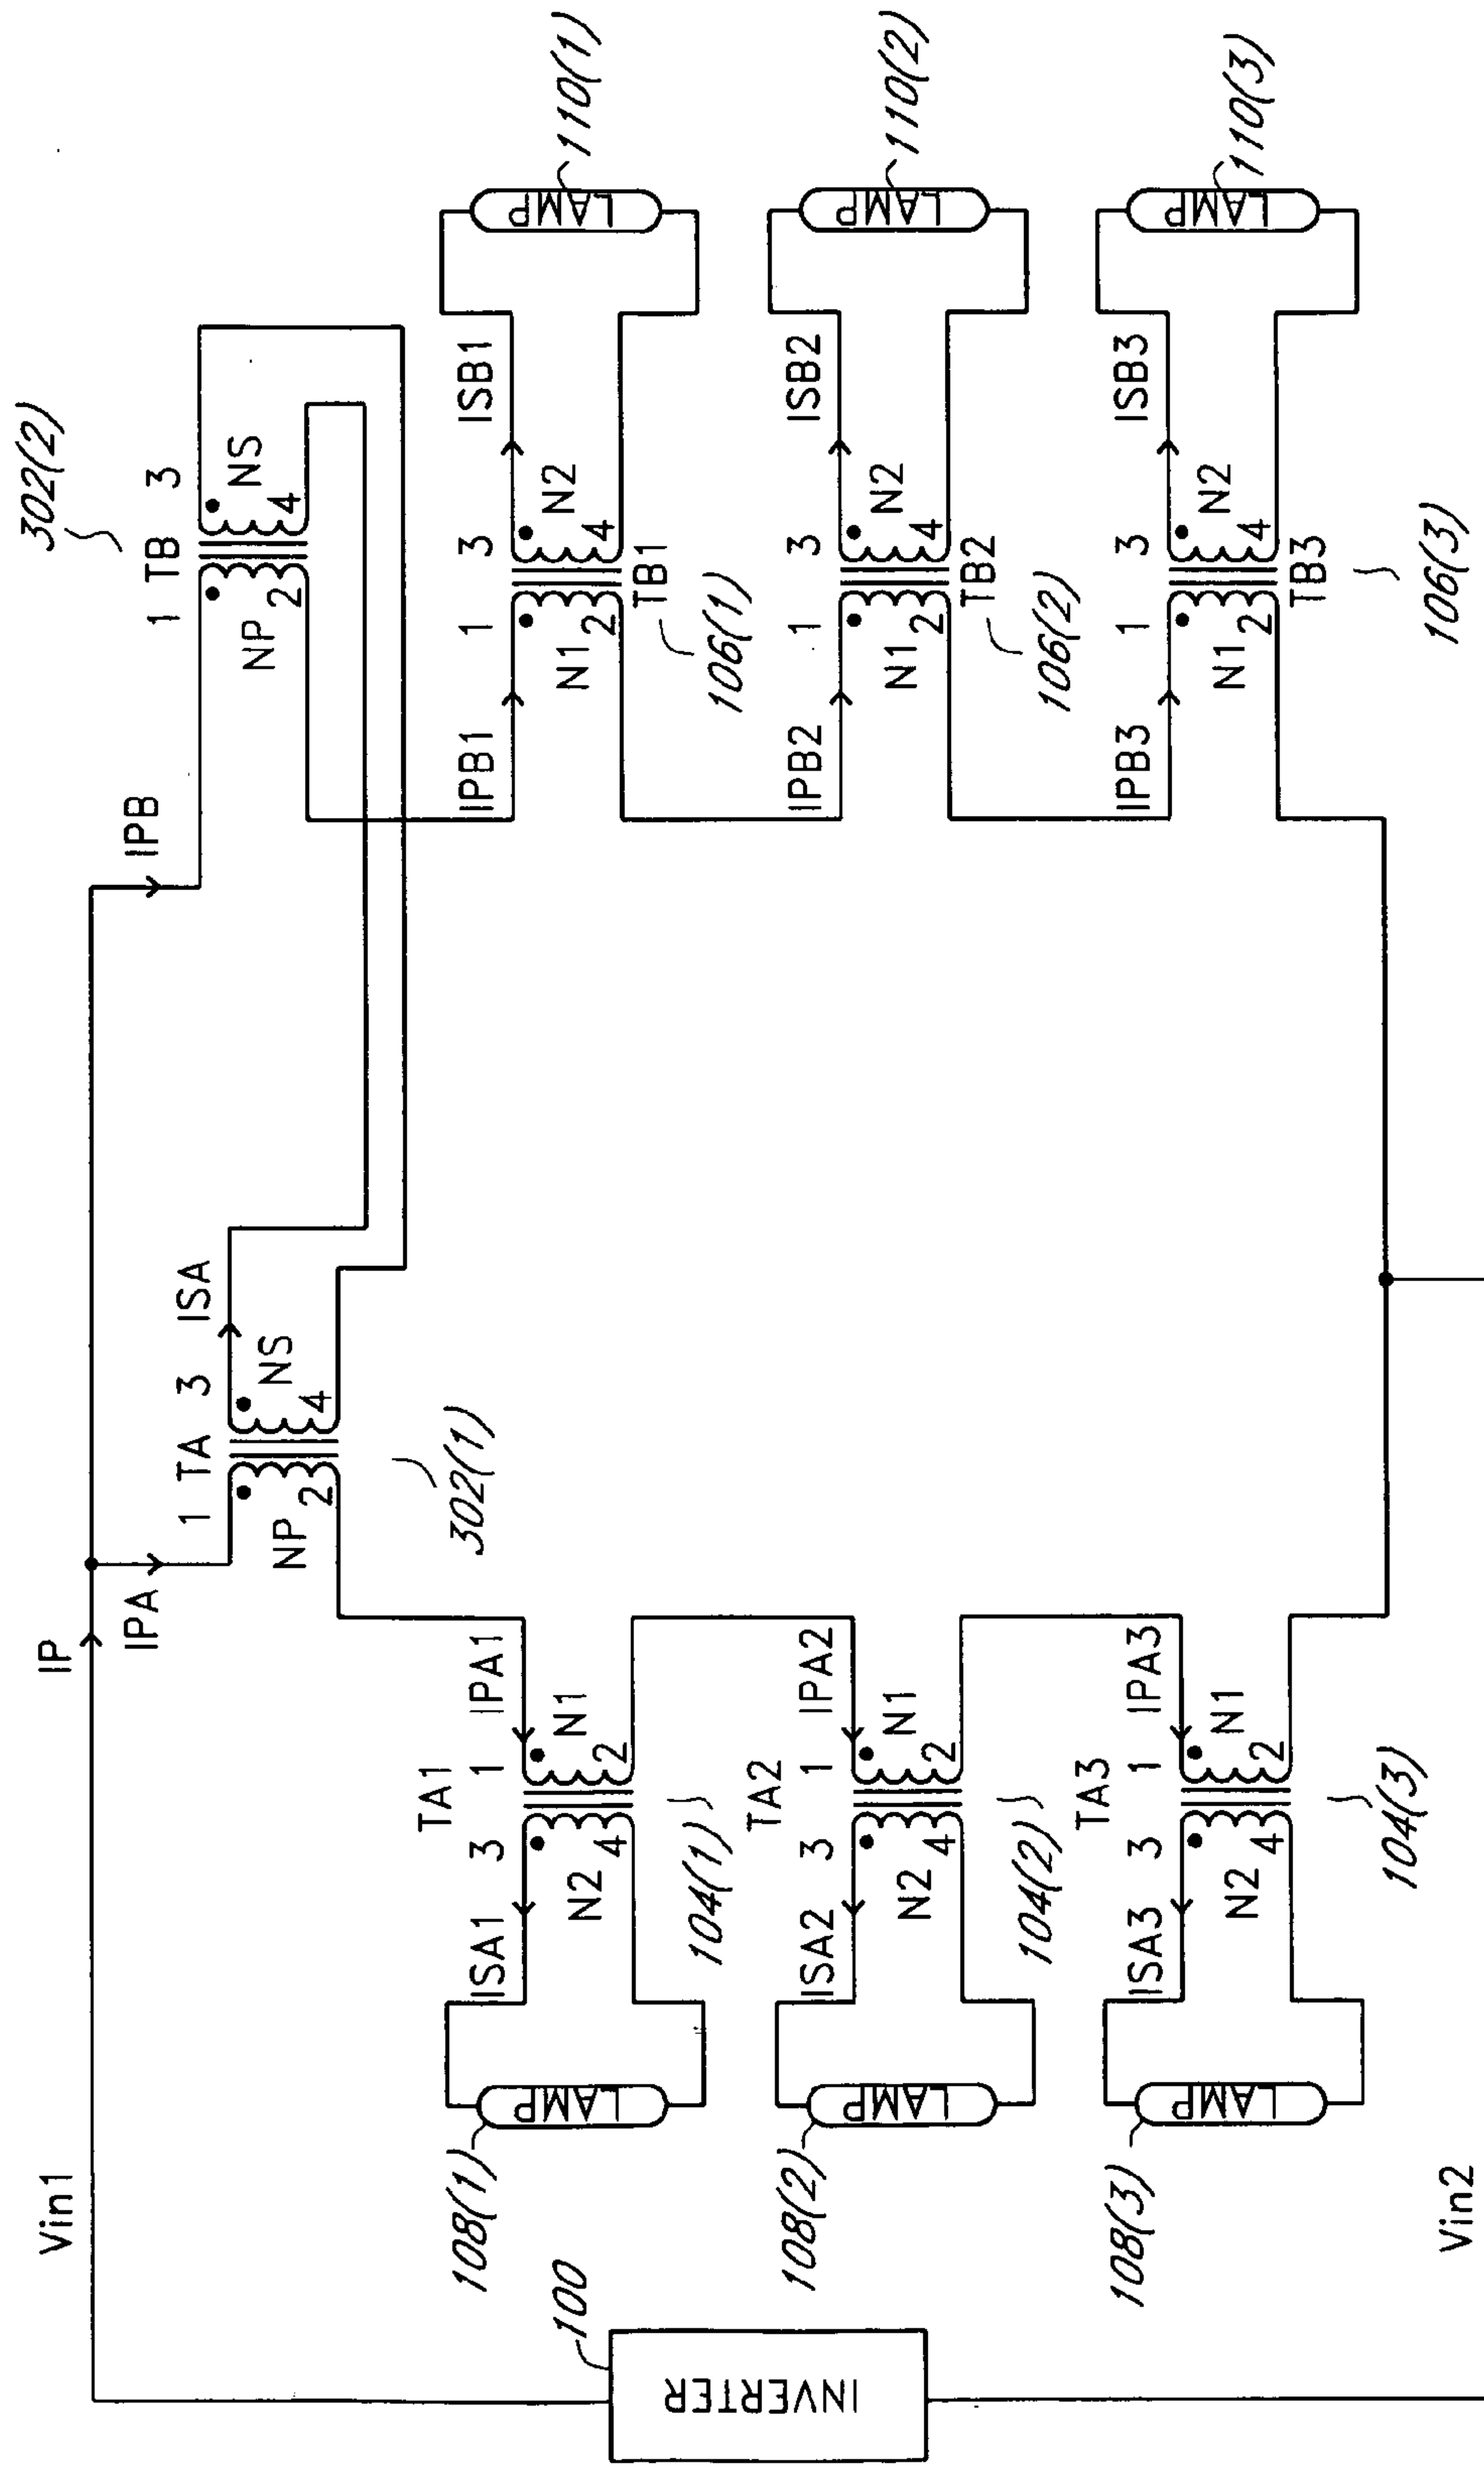 Vin1
IP
IPA
IPB
1 TA 3
ISA
NP
NS
2
4
302(1)
1 TB 3
302(2)
NP
NS
2
4
INVERTER
100
TA1
ISA1
3
1
IPA1
N2
N1
4
2
LAMP
108(1)
104(1)
IPB1
1
3
ISB1
N1
N2
2
4
TB1
106(1)
LAMP
110(1)
TA2
ISA2
3
1
IPA2
N2
N1
4
2
LAMP
108(2)
104(2)
IPB2
1
3
ISB2
N1
N2
2
4
TB2
106(2)
LAMP
110(2)
TA3
ISA3
3
1
IPA3
N2
N1
4
2
LAMP
108(3)
104(3)
IPB3
1
3
ISB3
N1
N2
2
4
TB3
106(3)
LAMP
110(3)
Vin2